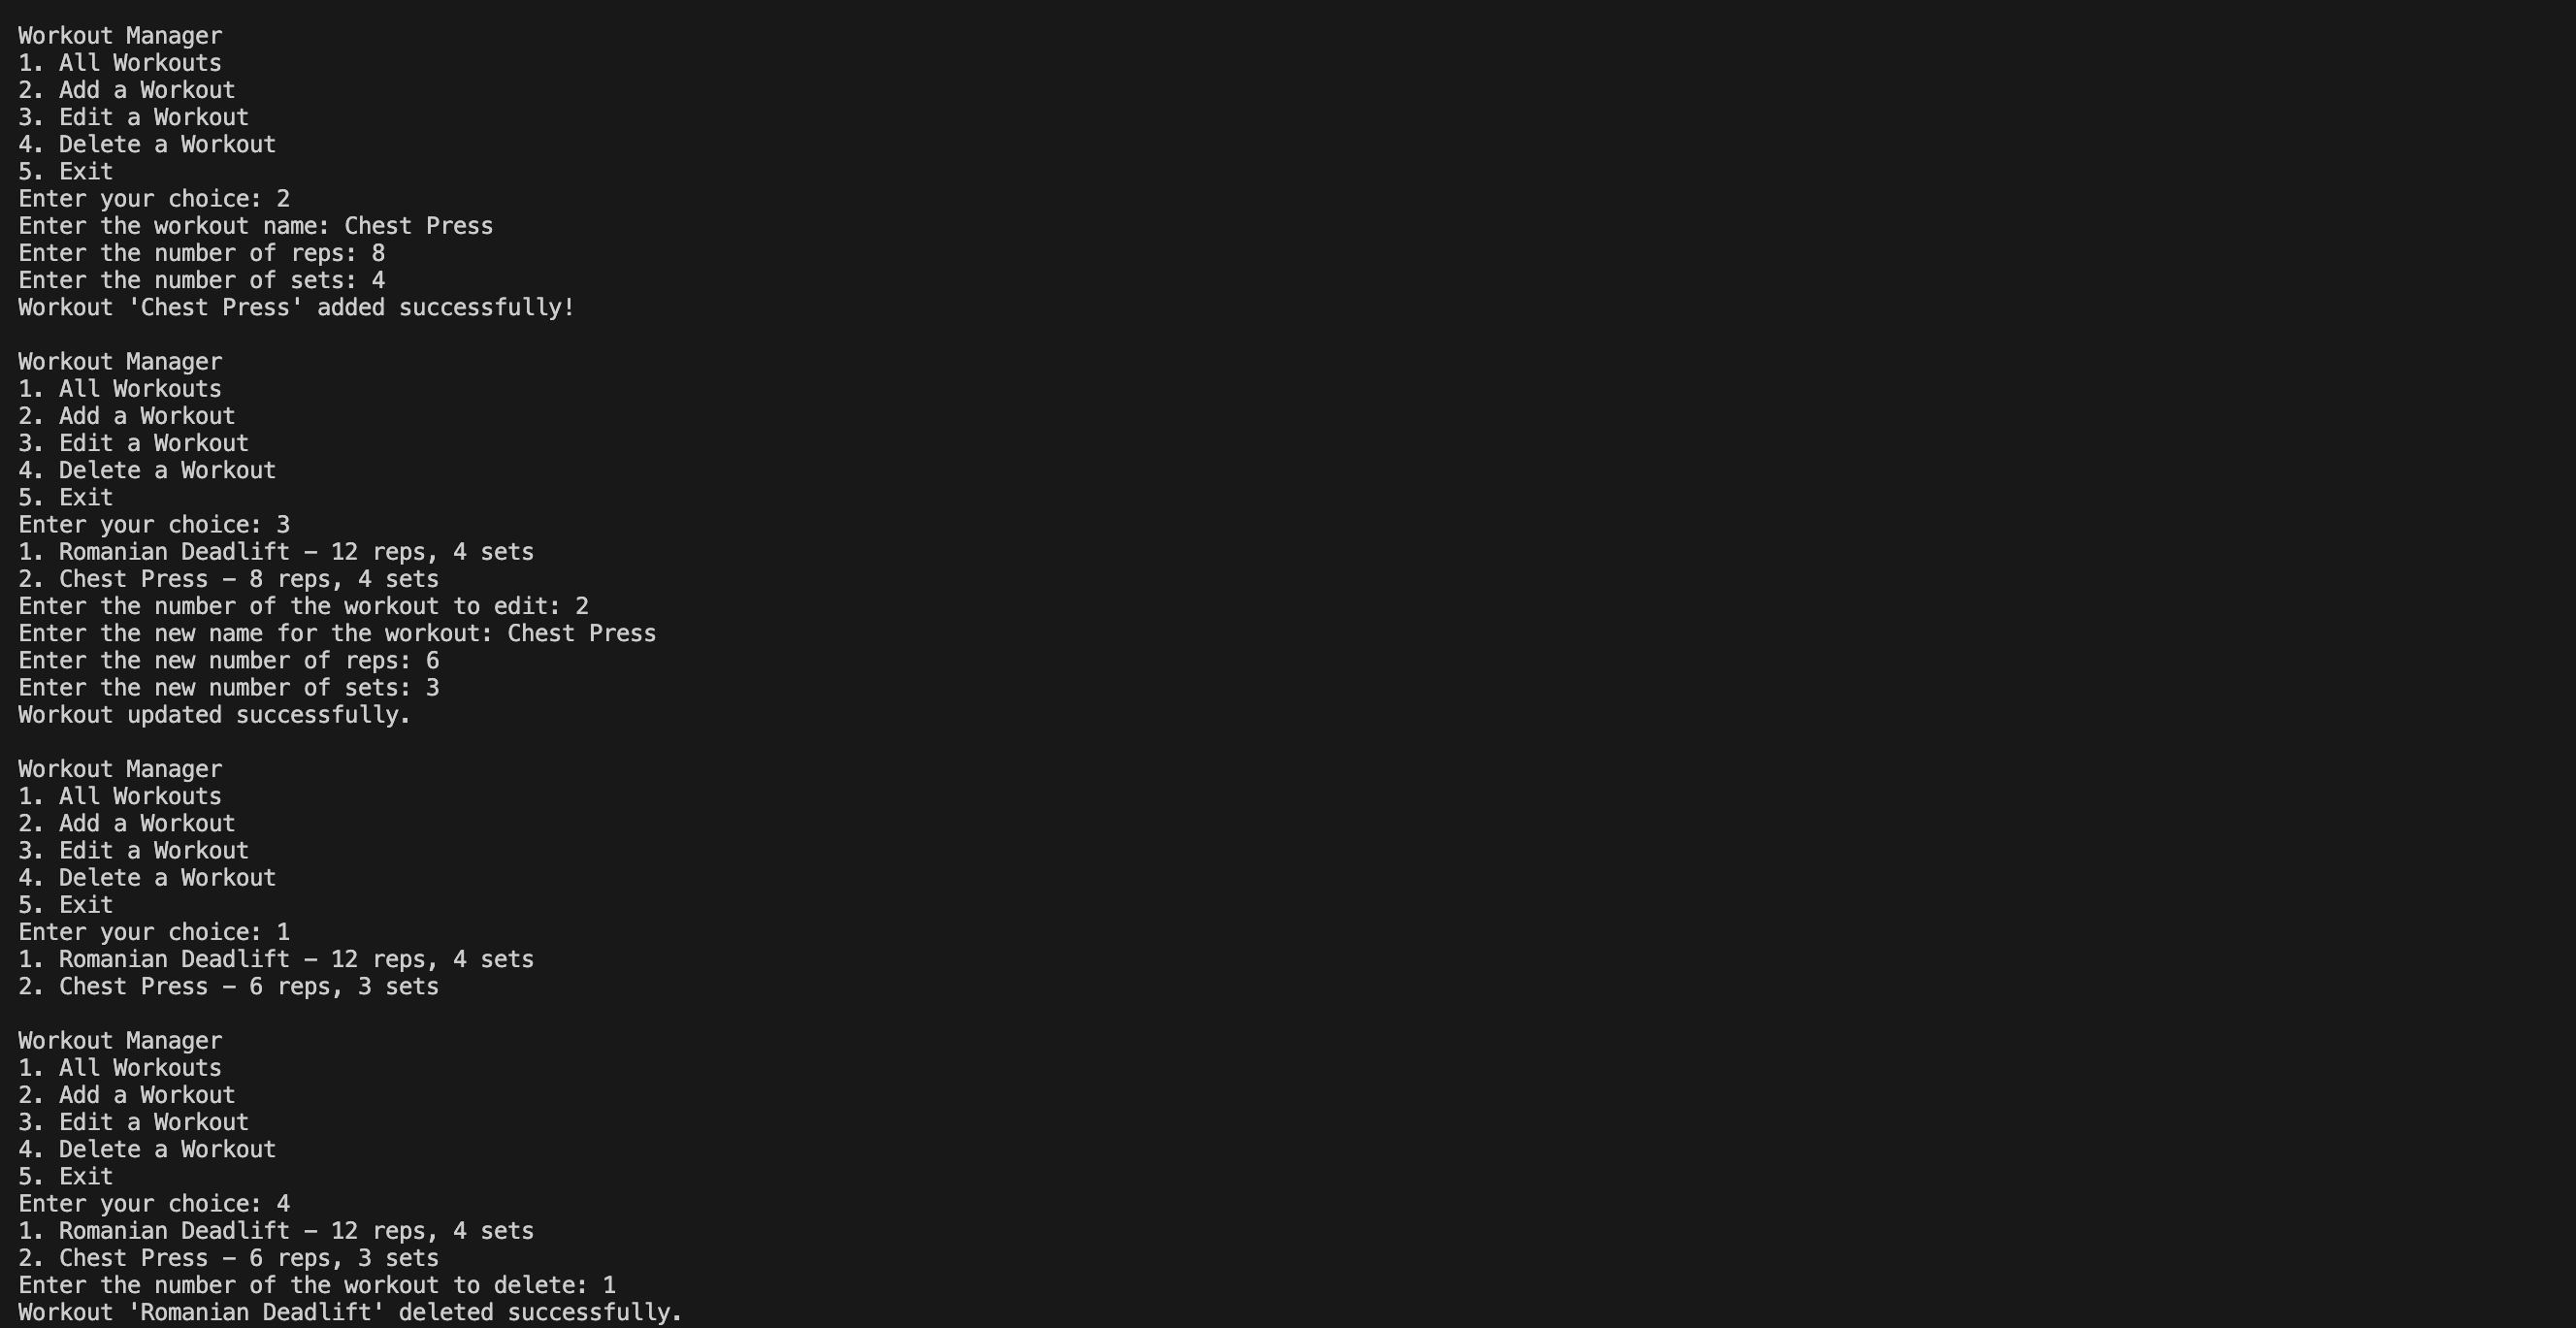 Workout Manager
1. All Workouts
2. Add a Workout
3. Edit a Workout
4. Delete a Workout
5. Exit
Enter your choice: 2
Enter the workout name: Chest Press
Enter the number of reps: 8
Enter the number of sets: 4
Workout 'Chest Press' added successfully!

Workout Manager
1. All Workouts
2. Add a Workout
3. Edit a Workout
4. Delete a Workout
5. Exit
Enter your choice: 3
1. Romanian Deadlift – 12 reps, 4 sets
2. Chest Press – 8 reps, 4 sets
Enter the number of the workout to edit: 2
Enter the new name for the workout: Chest Press
Enter the new number of reps: 6
Enter the new number of sets: 3
Workout updated successfully.

Workout Manager
1. All Workouts
2. Add a Workout
3. Edit a Workout
4. Delete a Workout
5. Exit
Enter your choice: 1
1. Romanian Deadlift – 12 reps, 4 sets
2. Chest Press – 6 reps, 3 sets

Workout Manager
1. All Workouts
2. Add a Workout
3. Edit a Workout
4. Delete a Workout
5. Exit
Enter your choice: 4
1. Romanian Deadlift – 12 reps, 4 sets
2. Chest Press – 6 reps, 3 sets
Enter the number of the workout to delete: 1
Workout 'Romanian Deadlift' deleted successfully.